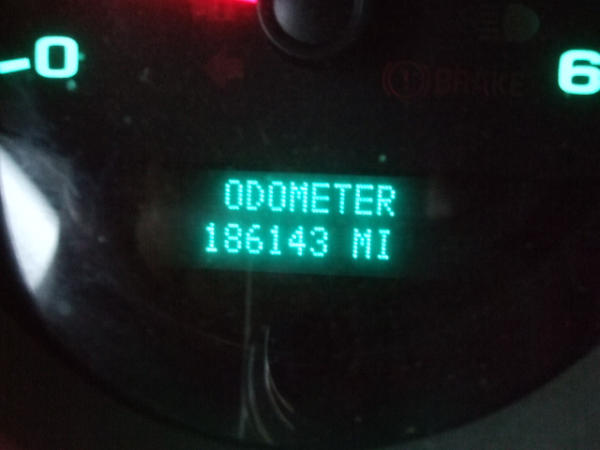 0
6
BRAKE
ODOMETER
186143 MI